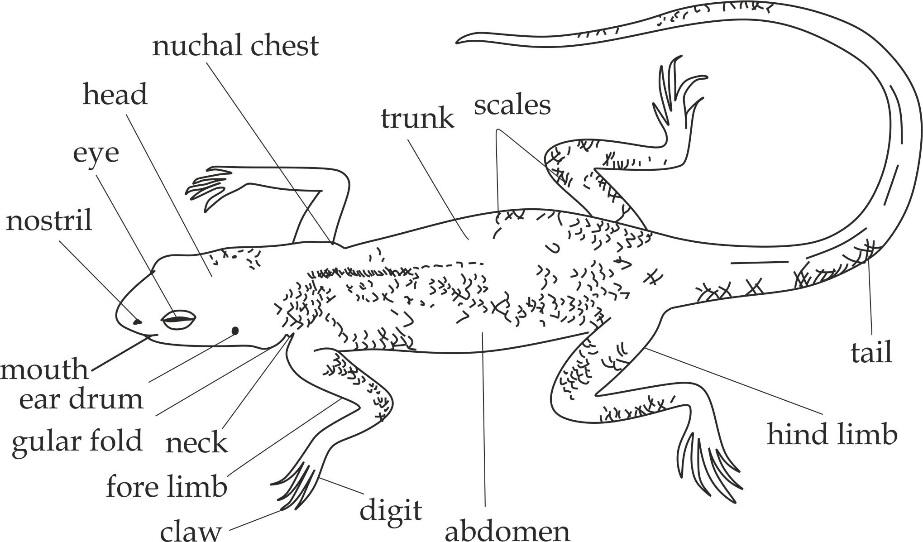 nuchal chest
head
scales
trunk
eye
nostril
tail
mouth
ear drum
gular fold
neck
hind limb
fore limb
digit
claw
abdomen